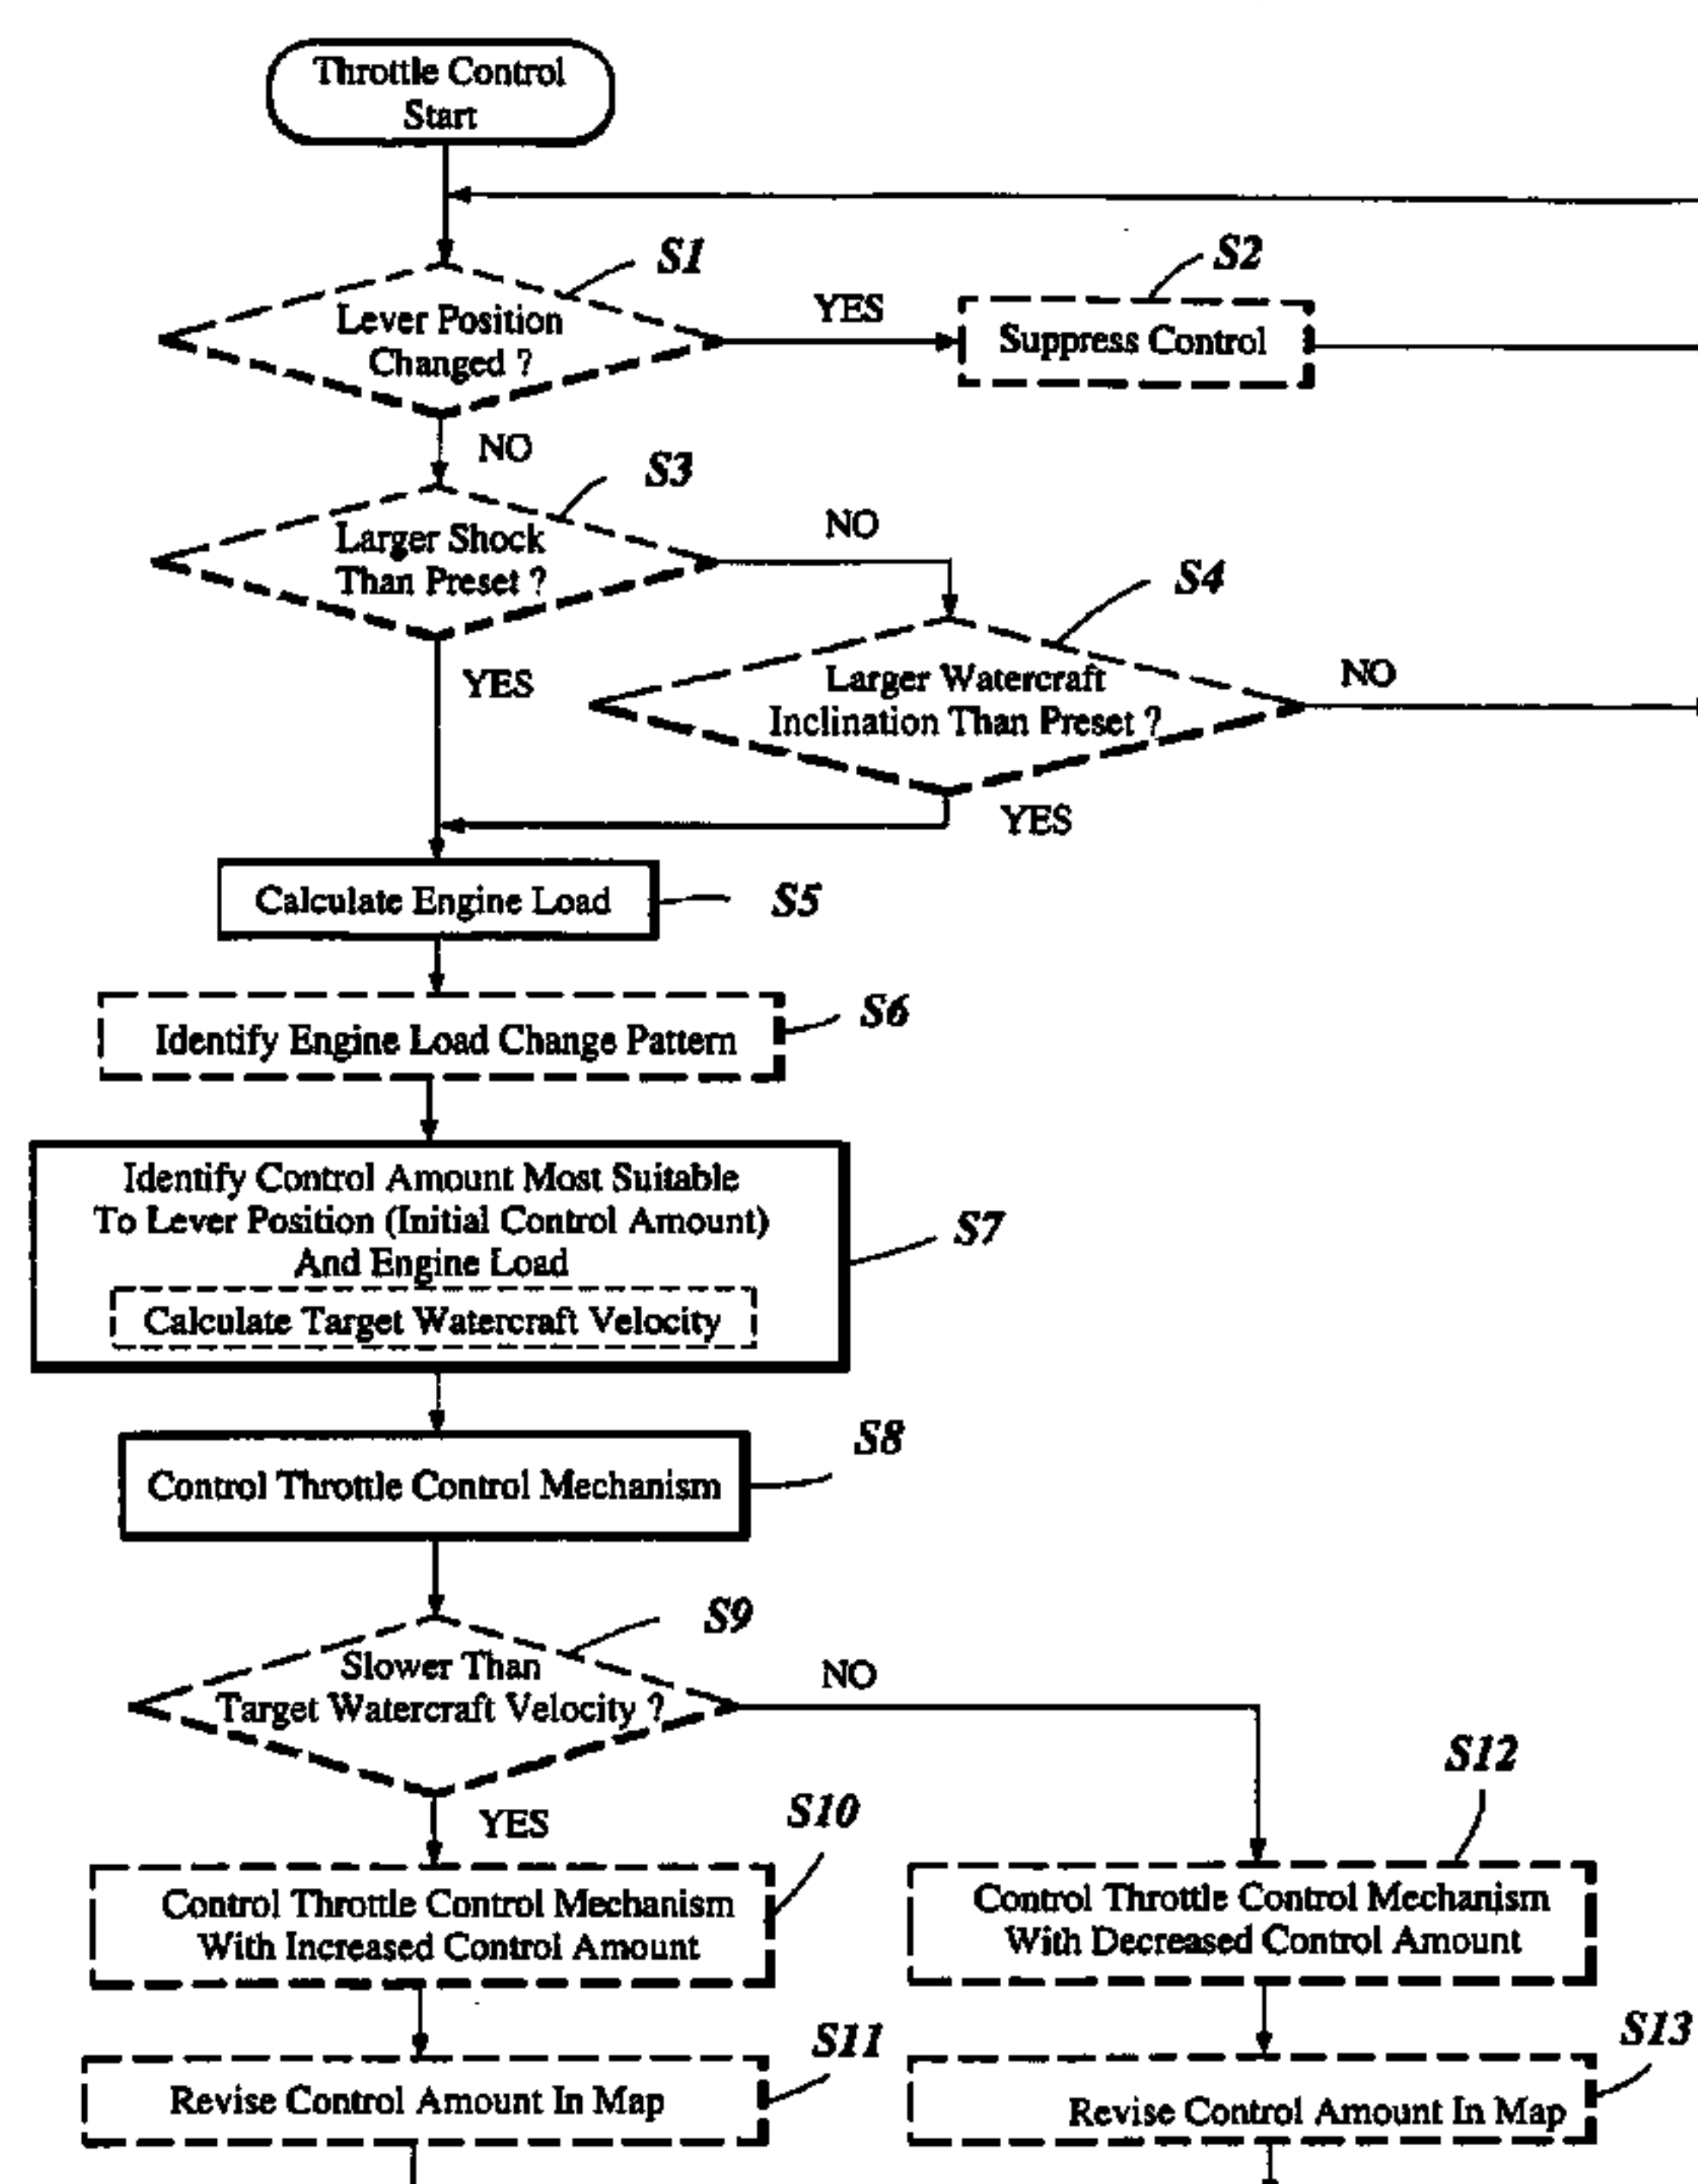 Throttle Control
Start
S1
Lever Position
Changed ?
YES
S2
Suppress Control
NO
S3
Larger Shock
Than Preset ?
NO
S4
YES
Larger Watercraft
Inclination Than Preset ?
NO
YES
Calculate Engine Load
S5
Identify Engine Load Change Pattern
S6
Identify Control Amount Most Suitable
To Lever Position (Initial Control Amount)
And Engine Load
Calculate Target Watercraft Velocity
S7
Control Throttle Control Mechanism
S8
S9
Slower Than
Target Watercraft Velocity ?
NO
YES
S10
Control Throttle Control Mechanism
With Increased Control Amount
S12
Control Throttle Control Mechanism
With Decreased Control Amount
S11
Revise Control Amount In Map
S13
Revise Control Amount In Map